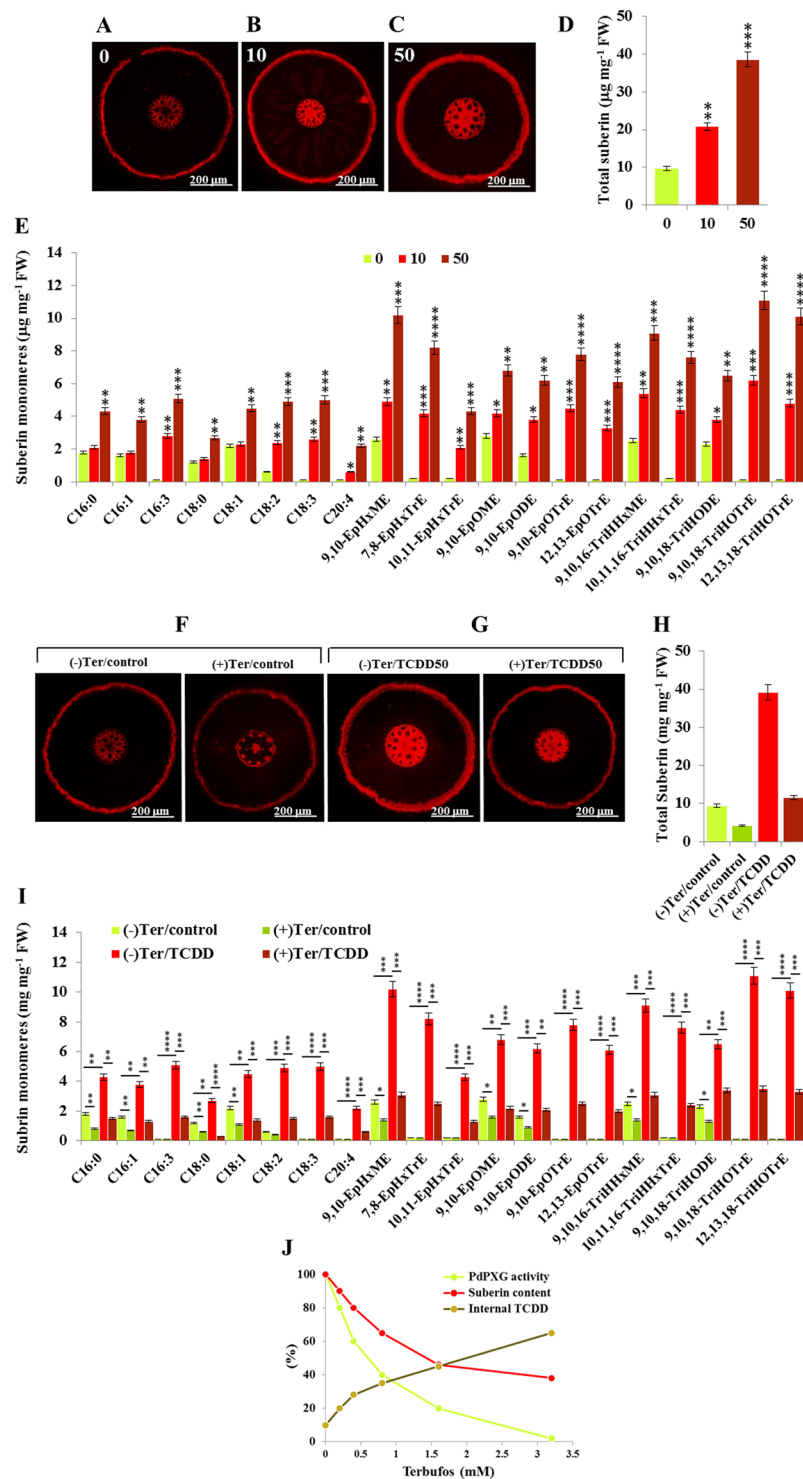 A
B
C
D
0
10
50
200 μm
200 μm
200 μm
Total suberin (μg mg-1 FW)
50
40
30
20
10
0
**
***
0 10 50
E
0 10 50
Suberin monomeres (μg mg-1 FW)
14
12
10
8
6
4
2
0
C16:0
C16:1
C16:3
C18:0
C18:1
C18:2
C18:3
C20:4
9,10-EpHxME
7,8-EpHxTrE
10,11-EpHxTrE
9,10-EpOME
9,10-EpODE
9,10-EpOTrE
12,13-EpOTrE
9,10,16-TriHHxME
10,11,16-TriHHxTrE
9,10,18-TriHODE
9,10,18-TriHOTrE
12,13,18-TriHOTrE
F
G
H
(-)Ter/control
(+)Ter/control
(-)Ter/TCDD50
(+)Ter/TCDD50
200 μm
200 μm
200 μm
200 μm
Total Suberin (mg mg-1 FW)
50
40
30
20
10
0
(-)Ter/control
(+)Ter/control
(-)Ter/TCDD
(+)Ter/TCDD
I
(-)Ter/control
(+)Ter/control
(-)Ter/TCDD
(+)Ter/TCDD
Subrin monomeres (mg mg-1 FW)
14
12
10
8
6
4
2
0
C16:0
C16:1
C16:3
C18:0
C18:1
C18:2
C18:3
C20:4
9,10-EpHxME
7,8-EpHxTrE
10,11-EpHxTrE
9,10-EpOME
9,10-EpODE
9,10-EpOTrE
12,13-EpOTrE
9,10,16-TriHHxME
10,11,16-TriHHxTrE
9,10,18-TriHODE
9,10,18-TriHOTrE
12,13,18-TriHOTrE
J
PdPXG activity
Suberin content
Internal TCDD
(%)
100
80
60
40
20
0
0 0.5 1 1.5 2 2.5 3 3.5
Terbufos (mM)